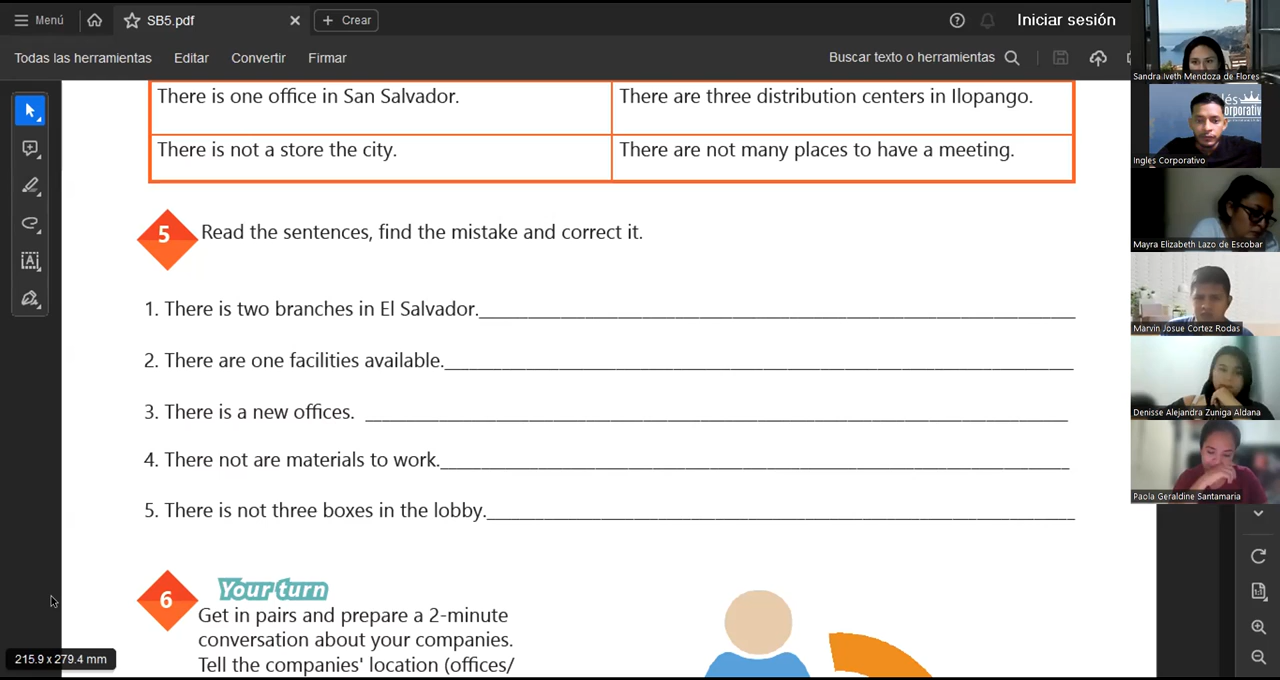 Menú
SB5.pdf
Crear
Iniciar sesión
Todas las herramientas Editar Convertir Firmar
Buscar texto o herramientas
There is one office in San Salvador. There are three distribution centers in Ilopango.
There is not a store the city. There are not many places to have a meeting.
5 Read the sentences, find the mistake and correct it.
1. There is two branches in El Salvador.
2. There are one facilities available.
3. There is a new offices.
4. There not are materials to work.
5. There is not three boxes in the lobby.
6 Your turn
Get in pairs and prepare a 2-minute
conversation about your companies.
Tell the companies' location (offices/
215.9 x 279.4 mm
Sandra Iveth Mendoza de Flores
Ingles Corporativo
Mayra Elizabeth Lazo de Escobar
Marvin Josue Cortez Rodas
Denisse Alejandra Zuniga Aldana
Paola Geraldine Santamaria